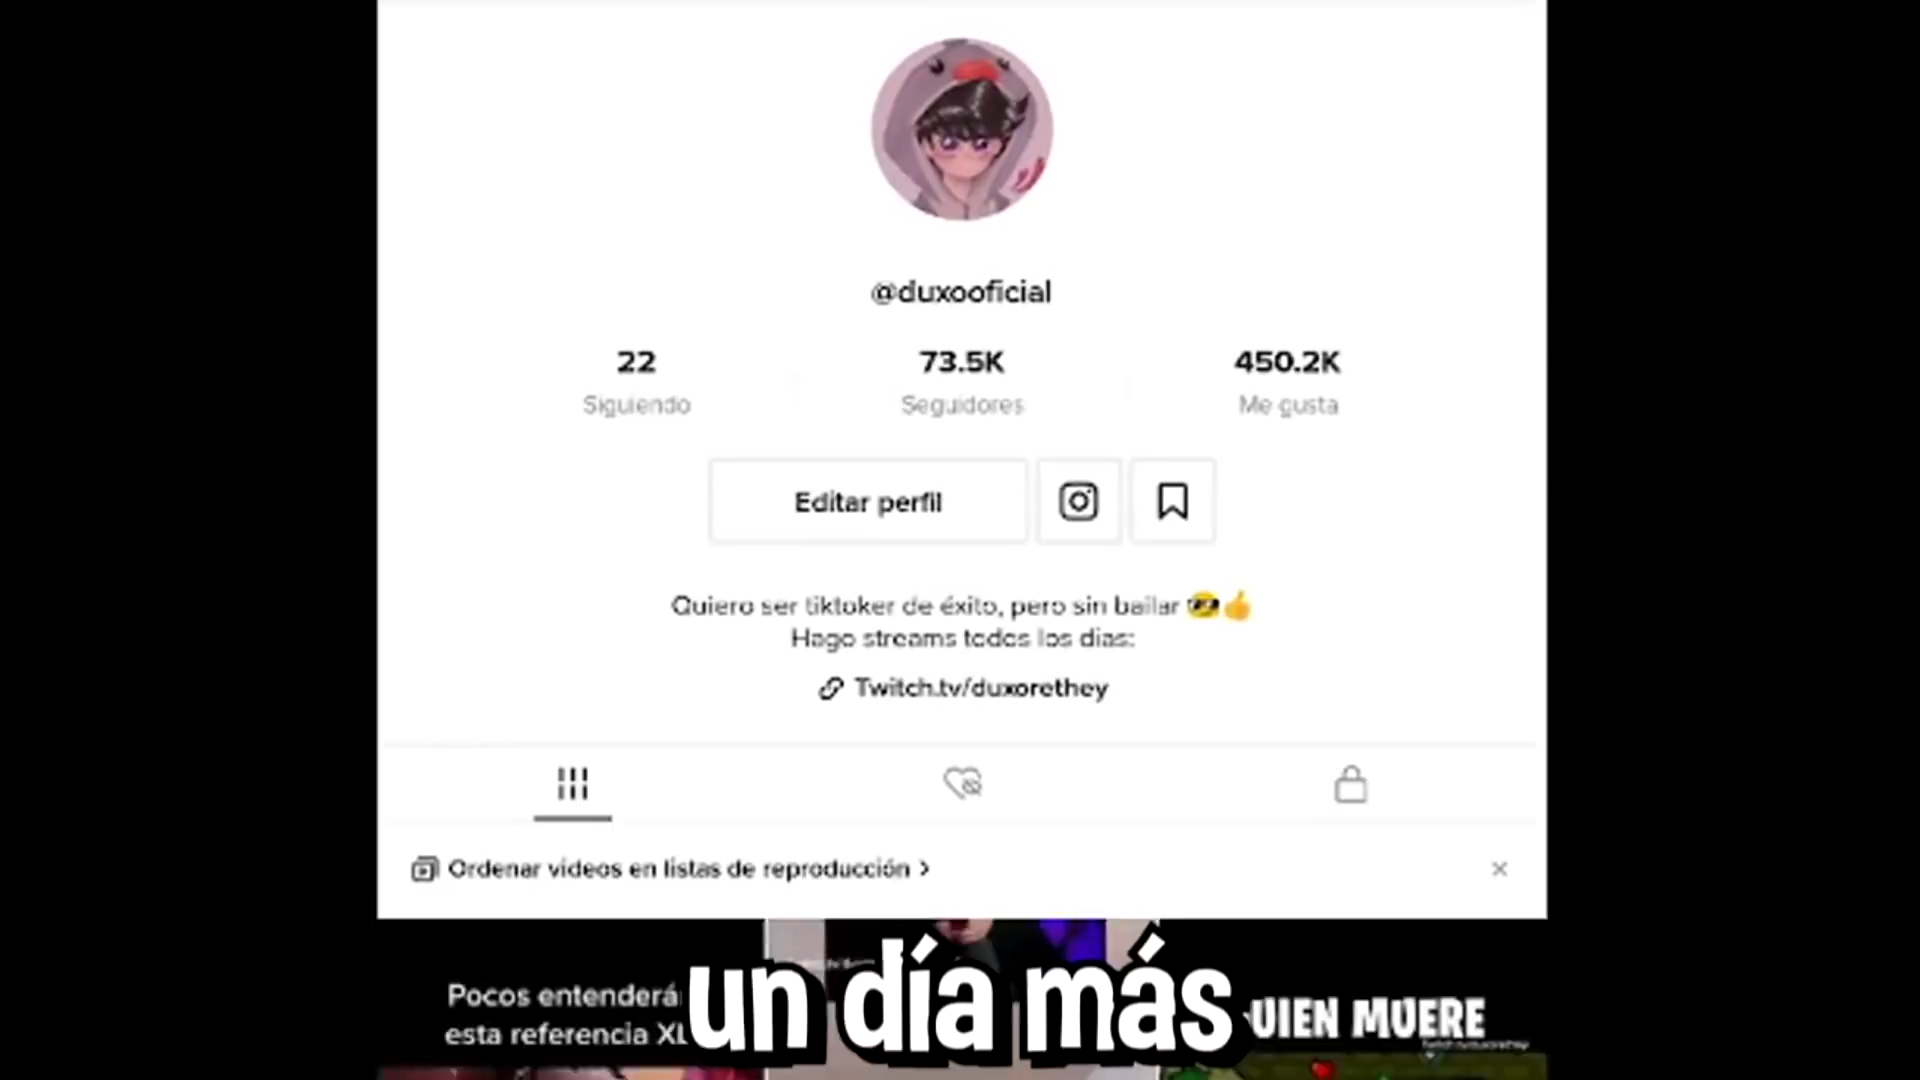 @duxooficial
22 73.5K 450.2K
Siguiendo Seguidores Me gusta
Editar perfil
Quiero ser tiktoker de éxito, pero sin bailar 😎👍
Hago streams todos los dias:
Twitch.tv/duxorethey
Ordenar videos en listas de reproducción >
Pocos entenderá
esta referencia XD
un día más
UIEN MUERE